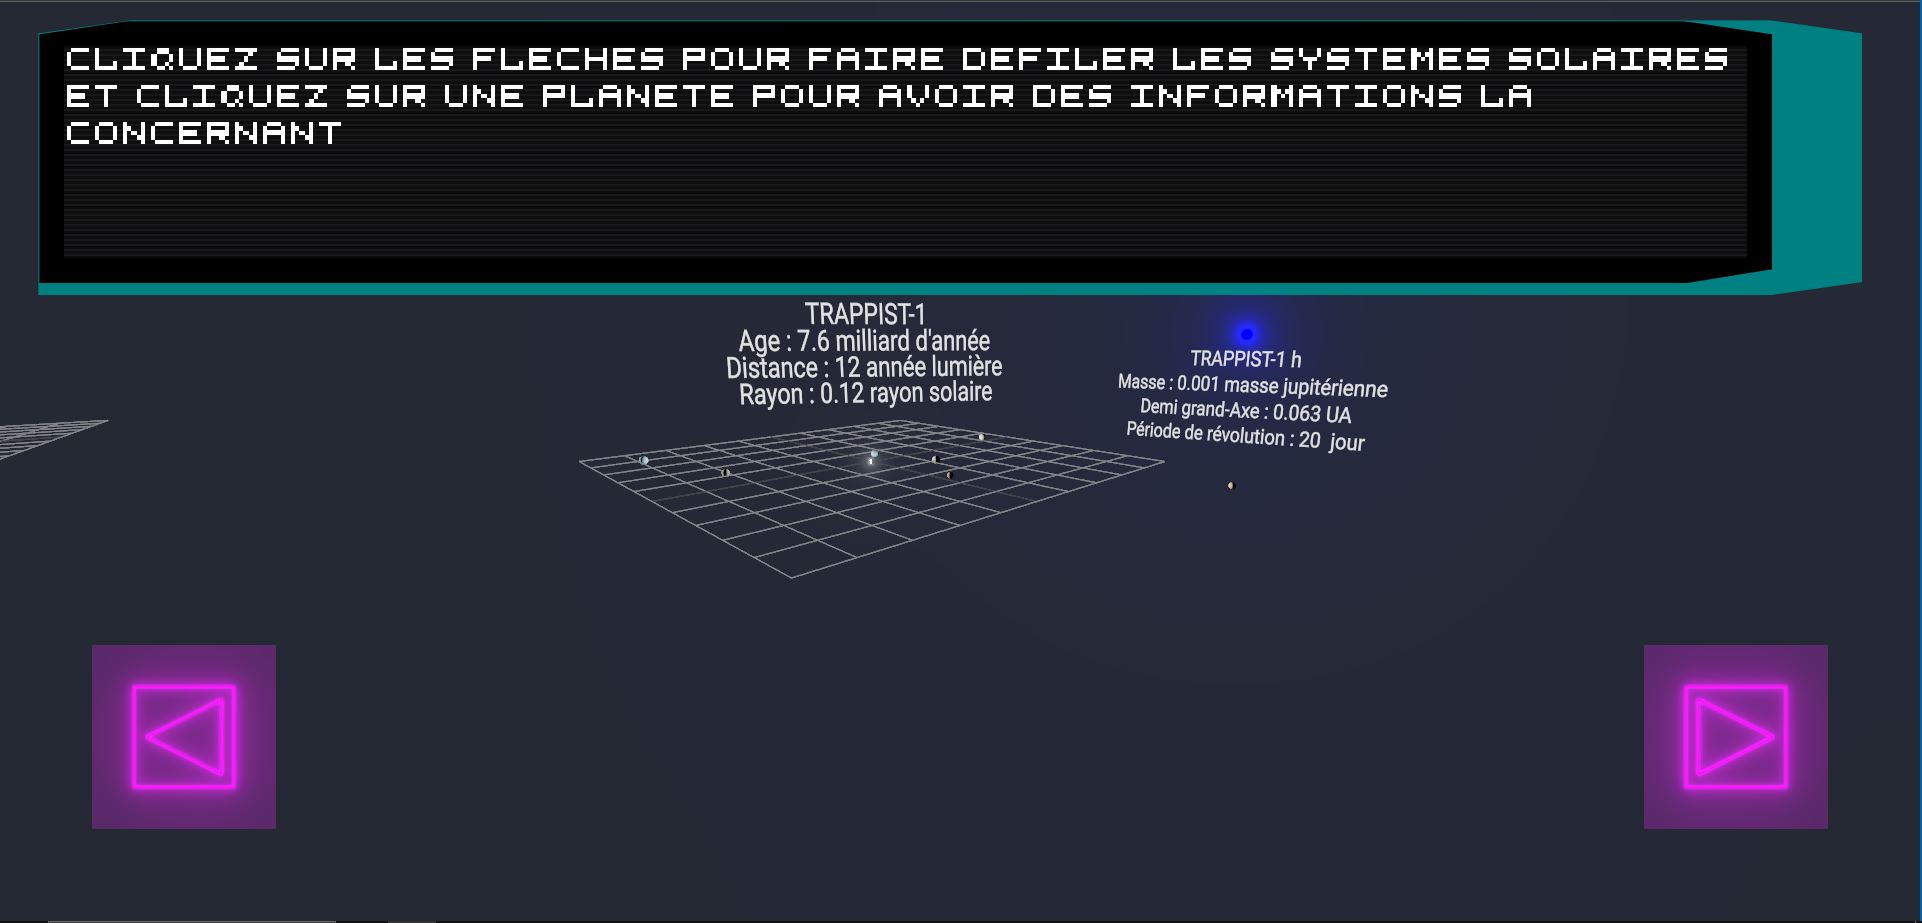 CLIQUEZ SUR LES FLECHES POUR FAIRE DEFILER LES SYSTEMES SOLAIRES
ET CLIQUEZ SUR UNE PLANETE POUR AVOIR DES INFORMATIONS LA
CONCERNANT
TRAPPIST-1
Age : 7.6 milliard d'année
Distance : 12 année lumière
Rayon : 0.12 rayon solaire
TRAPPIST-1 h
Masse : 0.001 masse jupitérienne
Demi grand-Axe : 0.063 UA
Période de révolution : 20 jour